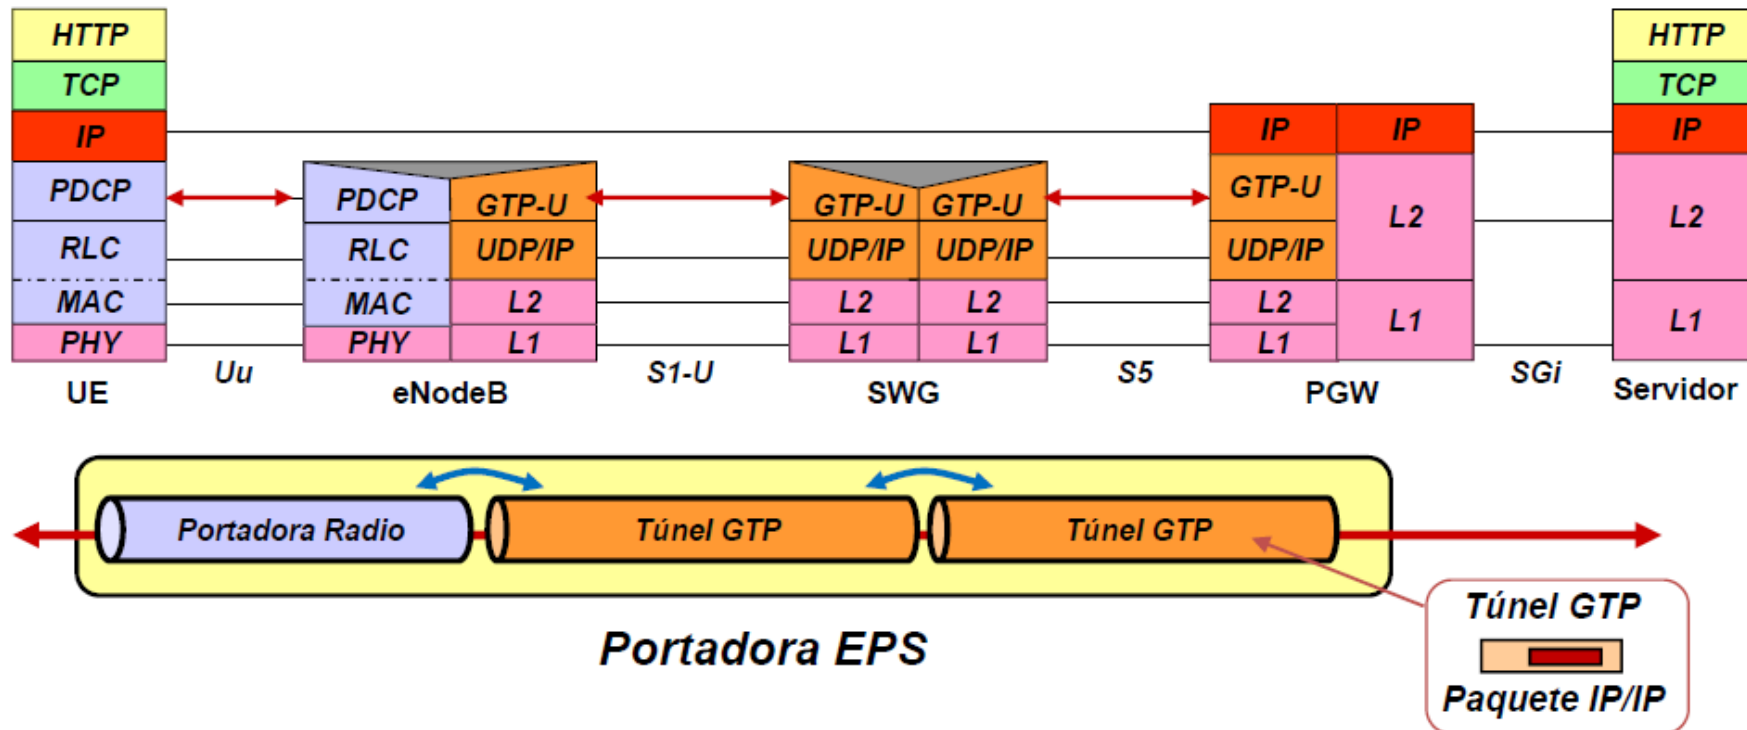 HTTP
TCP
IP
PDCP
RLC
MAC
PHY
UE
Uu
PDCP
RLC
MAC
PHY
GTP-U
UDP/IP
L2
L1
eNodeB
S1-U
GTP-U
UDP/IP
L2
L1
GTP-U
UDP/IP
L2
L1
SWG
S5
IP
GTP-U
UDP/IP
L2
L1
IP
L2
L1
PGW
SGi
HTTP
TCP
IP
L2
L1
Servidor
Portadora Radio
Túnel GTP
Túnel GTP
Portadora EPS
Túnel GTP
Paquete IP/IP